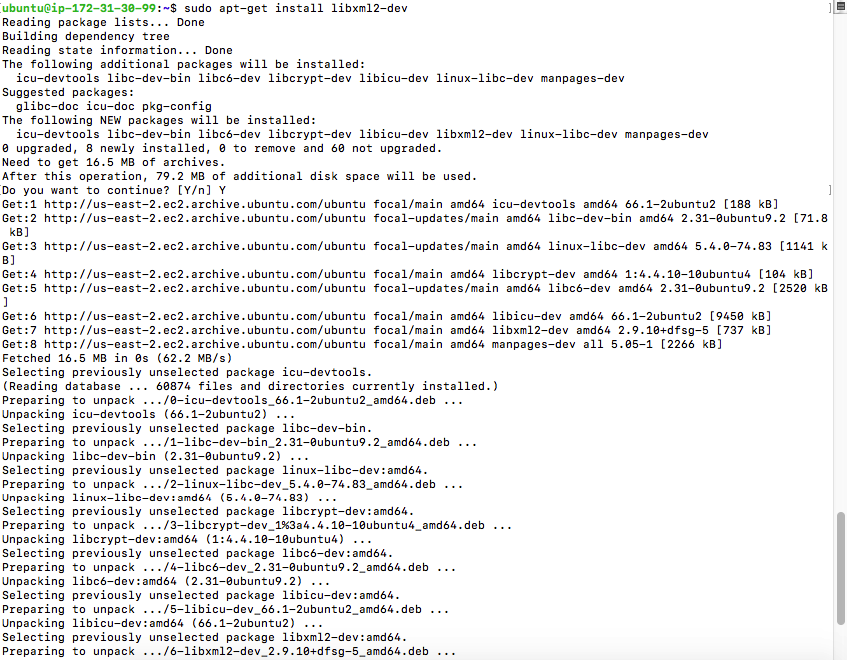 [ubuntu@ip-172-31-30-99:~$ sudo apt-get install libxml2-dev ]
Reading package lists... Done
Building dependency tree
Reading state information... Done
The following additional packages will be installed:
  icu-devtools libc-dev-bin libc6-dev libcrypt-dev libicu-dev linux-libc-dev manpages-dev
Suggested packages:
  glibc-doc icu-doc pkg-config
The following NEW packages will be installed:
  icu-devtools libc-dev-bin libc6-dev libcrypt-dev libicu-dev libxml2-dev linux-libc-dev manpages-dev
0 upgraded, 8 newly installed, 0 to remove and 60 not upgraded.
Need to get 16.5 MB of archives.
After this operation, 79.2 MB of additional disk space will be used.
[Do you want to continue? [Y/n] Y ]
Get:1 http://us-east-2.ec2.archive.ubuntu.com/ubuntu focal/main amd64 icu-devtools amd64 66.1-2ubuntu2 [188 kB]
Get:2 http://us-east-2.ec2.archive.ubuntu.com/ubuntu focal-updates/main amd64 libc-dev-bin amd64 2.31-0ubuntu9.2 [71.8
 kB]
Get:3 http://us-east-2.ec2.archive.ubuntu.com/ubuntu focal-updates/main amd64 linux-libc-dev amd64 5.4.0-74.83 [1141 k
B]
Get:4 http://us-east-2.ec2.archive.ubuntu.com/ubuntu focal/main amd64 libcrypt-dev amd64 1:4.4.10-10ubuntu4 [104 kB]
Get:5 http://us-east-2.ec2.archive.ubuntu.com/ubuntu focal-updates/main amd64 libc6-dev amd64 2.31-0ubuntu9.2 [2520 kB
]
Get:6 http://us-east-2.ec2.archive.ubuntu.com/ubuntu focal/main amd64 libicu-dev amd64 66.1-2ubuntu2 [9450 kB]
Get:7 http://us-east-2.ec2.archive.ubuntu.com/ubuntu focal/main amd64 libxml2-dev amd64 2.9.10+dfsg-5 [737 kB]
Get:8 http://us-east-2.ec2.archive.ubuntu.com/ubuntu focal/main amd64 manpages-dev all 5.05-1 [2266 kB]
Fetched 16.5 MB in 0s (62.2 MB/s)
Selecting previously unselected package icu-devtools.
(Reading database ... 60874 files and directories currently installed.)
Preparing to unpack .../0-icu-devtools_66.1-2ubuntu2_amd64.deb ...
Unpacking icu-devtools (66.1-2ubuntu2) ...
Selecting previously unselected package libc-dev-bin.
Preparing to unpack .../1-libc-dev-bin_2.31-0ubuntu9.2_amd64.deb ...
Unpacking libc-dev-bin (2.31-0ubuntu9.2) ...
Selecting previously unselected package linux-libc-dev:amd64.
Preparing to unpack .../2-linux-libc-dev_5.4.0-74.83_amd64.deb ...
Unpacking linux-libc-dev:amd64 (5.4.0-74.83) ...
Selecting previously unselected package libcrypt-dev:amd64.
Preparing to unpack .../3-libcrypt-dev_1%3a4.4.10-10ubuntu4_amd64.deb ...
Unpacking libcrypt-dev:amd64 (1:4.4.10-10ubuntu4) ...
Selecting previously unselected package libc6-dev:amd64.
Preparing to unpack .../4-libc6-dev_2.31-0ubuntu9.2_amd64.deb ...
Unpacking libc6-dev:amd64 (2.31-0ubuntu9.2) ...
Selecting previously unselected package libicu-dev:amd64.
Preparing to unpack .../5-libicu-dev_66.1-2ubuntu2_amd64.deb ...
Unpacking libicu-dev:amd64 (66.1-2ubuntu2) ...
Selecting previously unselected package libxml2-dev:amd64.
Preparing to unpack .../6-libxml2-dev_2.9.10+dfsg-5_amd64.deb ...